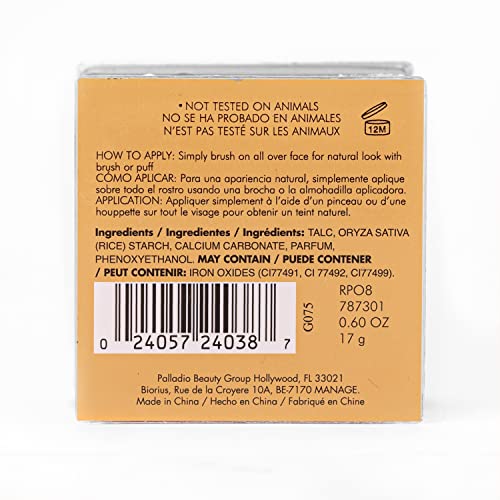 • NOT TESTED ON ANIMALS
NO SE HA PROBADO EN ANIMALES
N'EST PAS TESTÉ SUR LES ANIMAUX
12M
HOW TO APPLY: Simply brush on all over face for natural look with
brush or puff
CÓMO APLICAR: Para una apariencia natural, simplemente aplique
sobre todo el rostro usando una brocha o la almohadilla aplicadora.
APPLICATION: Appliquer simplement à l'aide d'un pinceau ou d'une
houppette sur tout le visage pour obtenir un teint naturel.
Ingredients / Ingredientes / Ingrédients: TALC, ORYZA SATIVA
(RICE) STARCH, CALCIUM CARBONATE, PARFUM,
PHENOXYETHANOL. MAY CONTAIN / PUEDE CONTENER
/ PEUT CONTENIR: IRON OXIDES (CI77491, CI 77492, CI77499).
0 24057 24038 7
G075
RPO8
787301
0.60 OZ
17 g
Palladio Beauty Group Hollywood, FL 33021
Biorius, Rue de la Croyere 10A, BE-7170 MANAGE.
Made in China / Hecho en China / Fabriqué en Chine